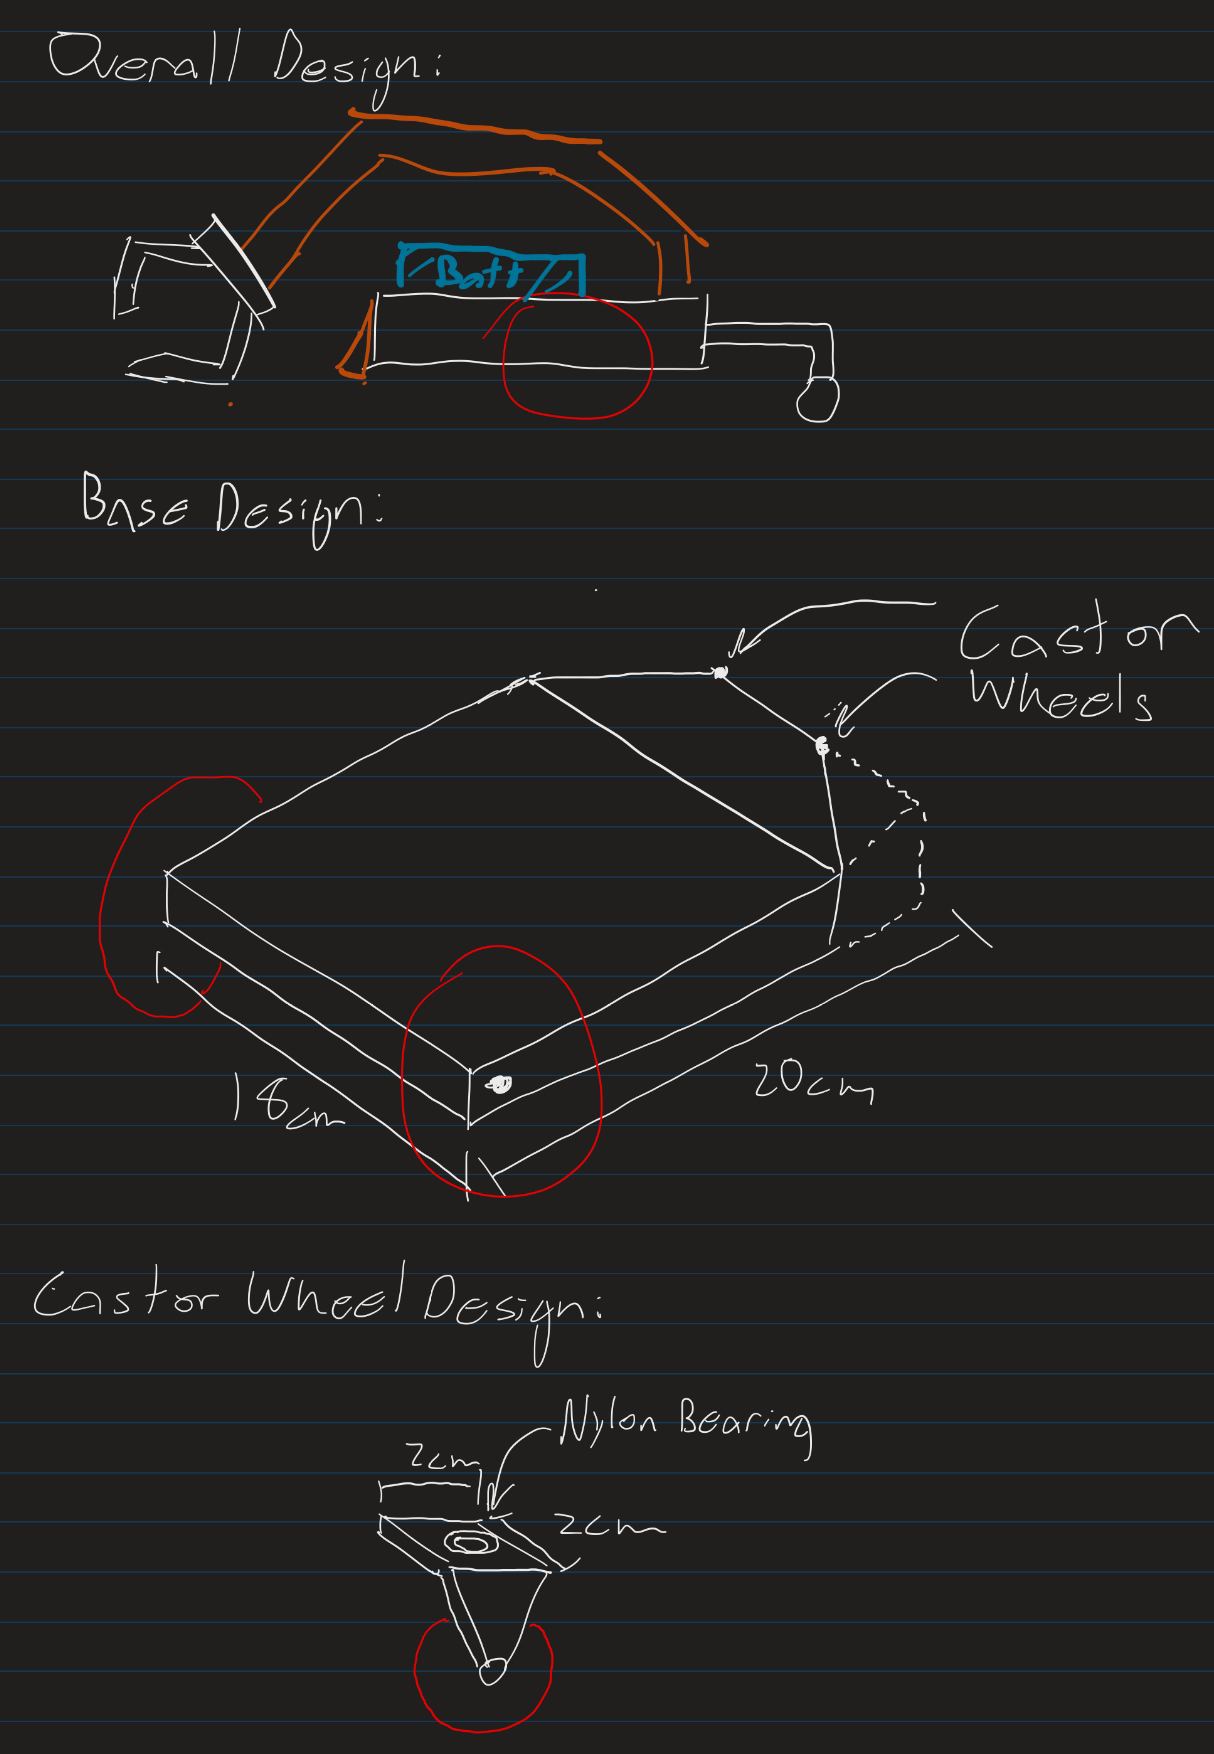 Overall Design:
Batt
Base Design:
Castor
Wheels
18cm
20cm
Castor Wheel Design:
Nylon Bearing
2cm
2cm